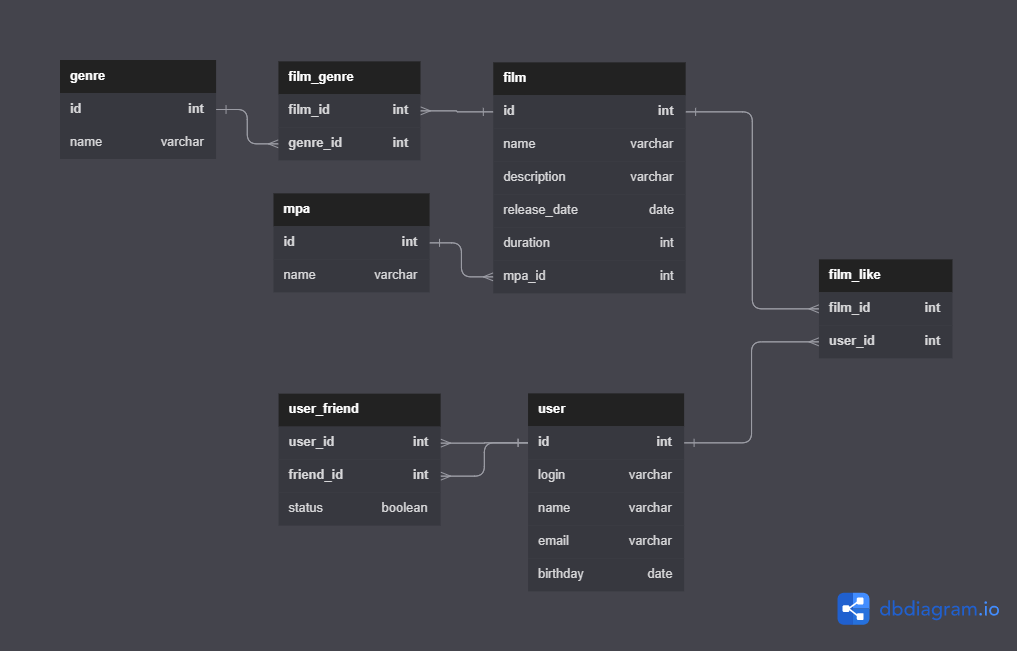 genre
id int
name varchar
film_genre
film_id int
genre_id int
film
id int
name varchar
description varchar
release_date date
duration int
mpa_id int
mpa
id int
name varchar
film_like
film_id int
user_id int
user_friend
user_id int
friend_id int
status boolean
user
id int
login varchar
name varchar
email varchar
birthday date
dbdiagram.io